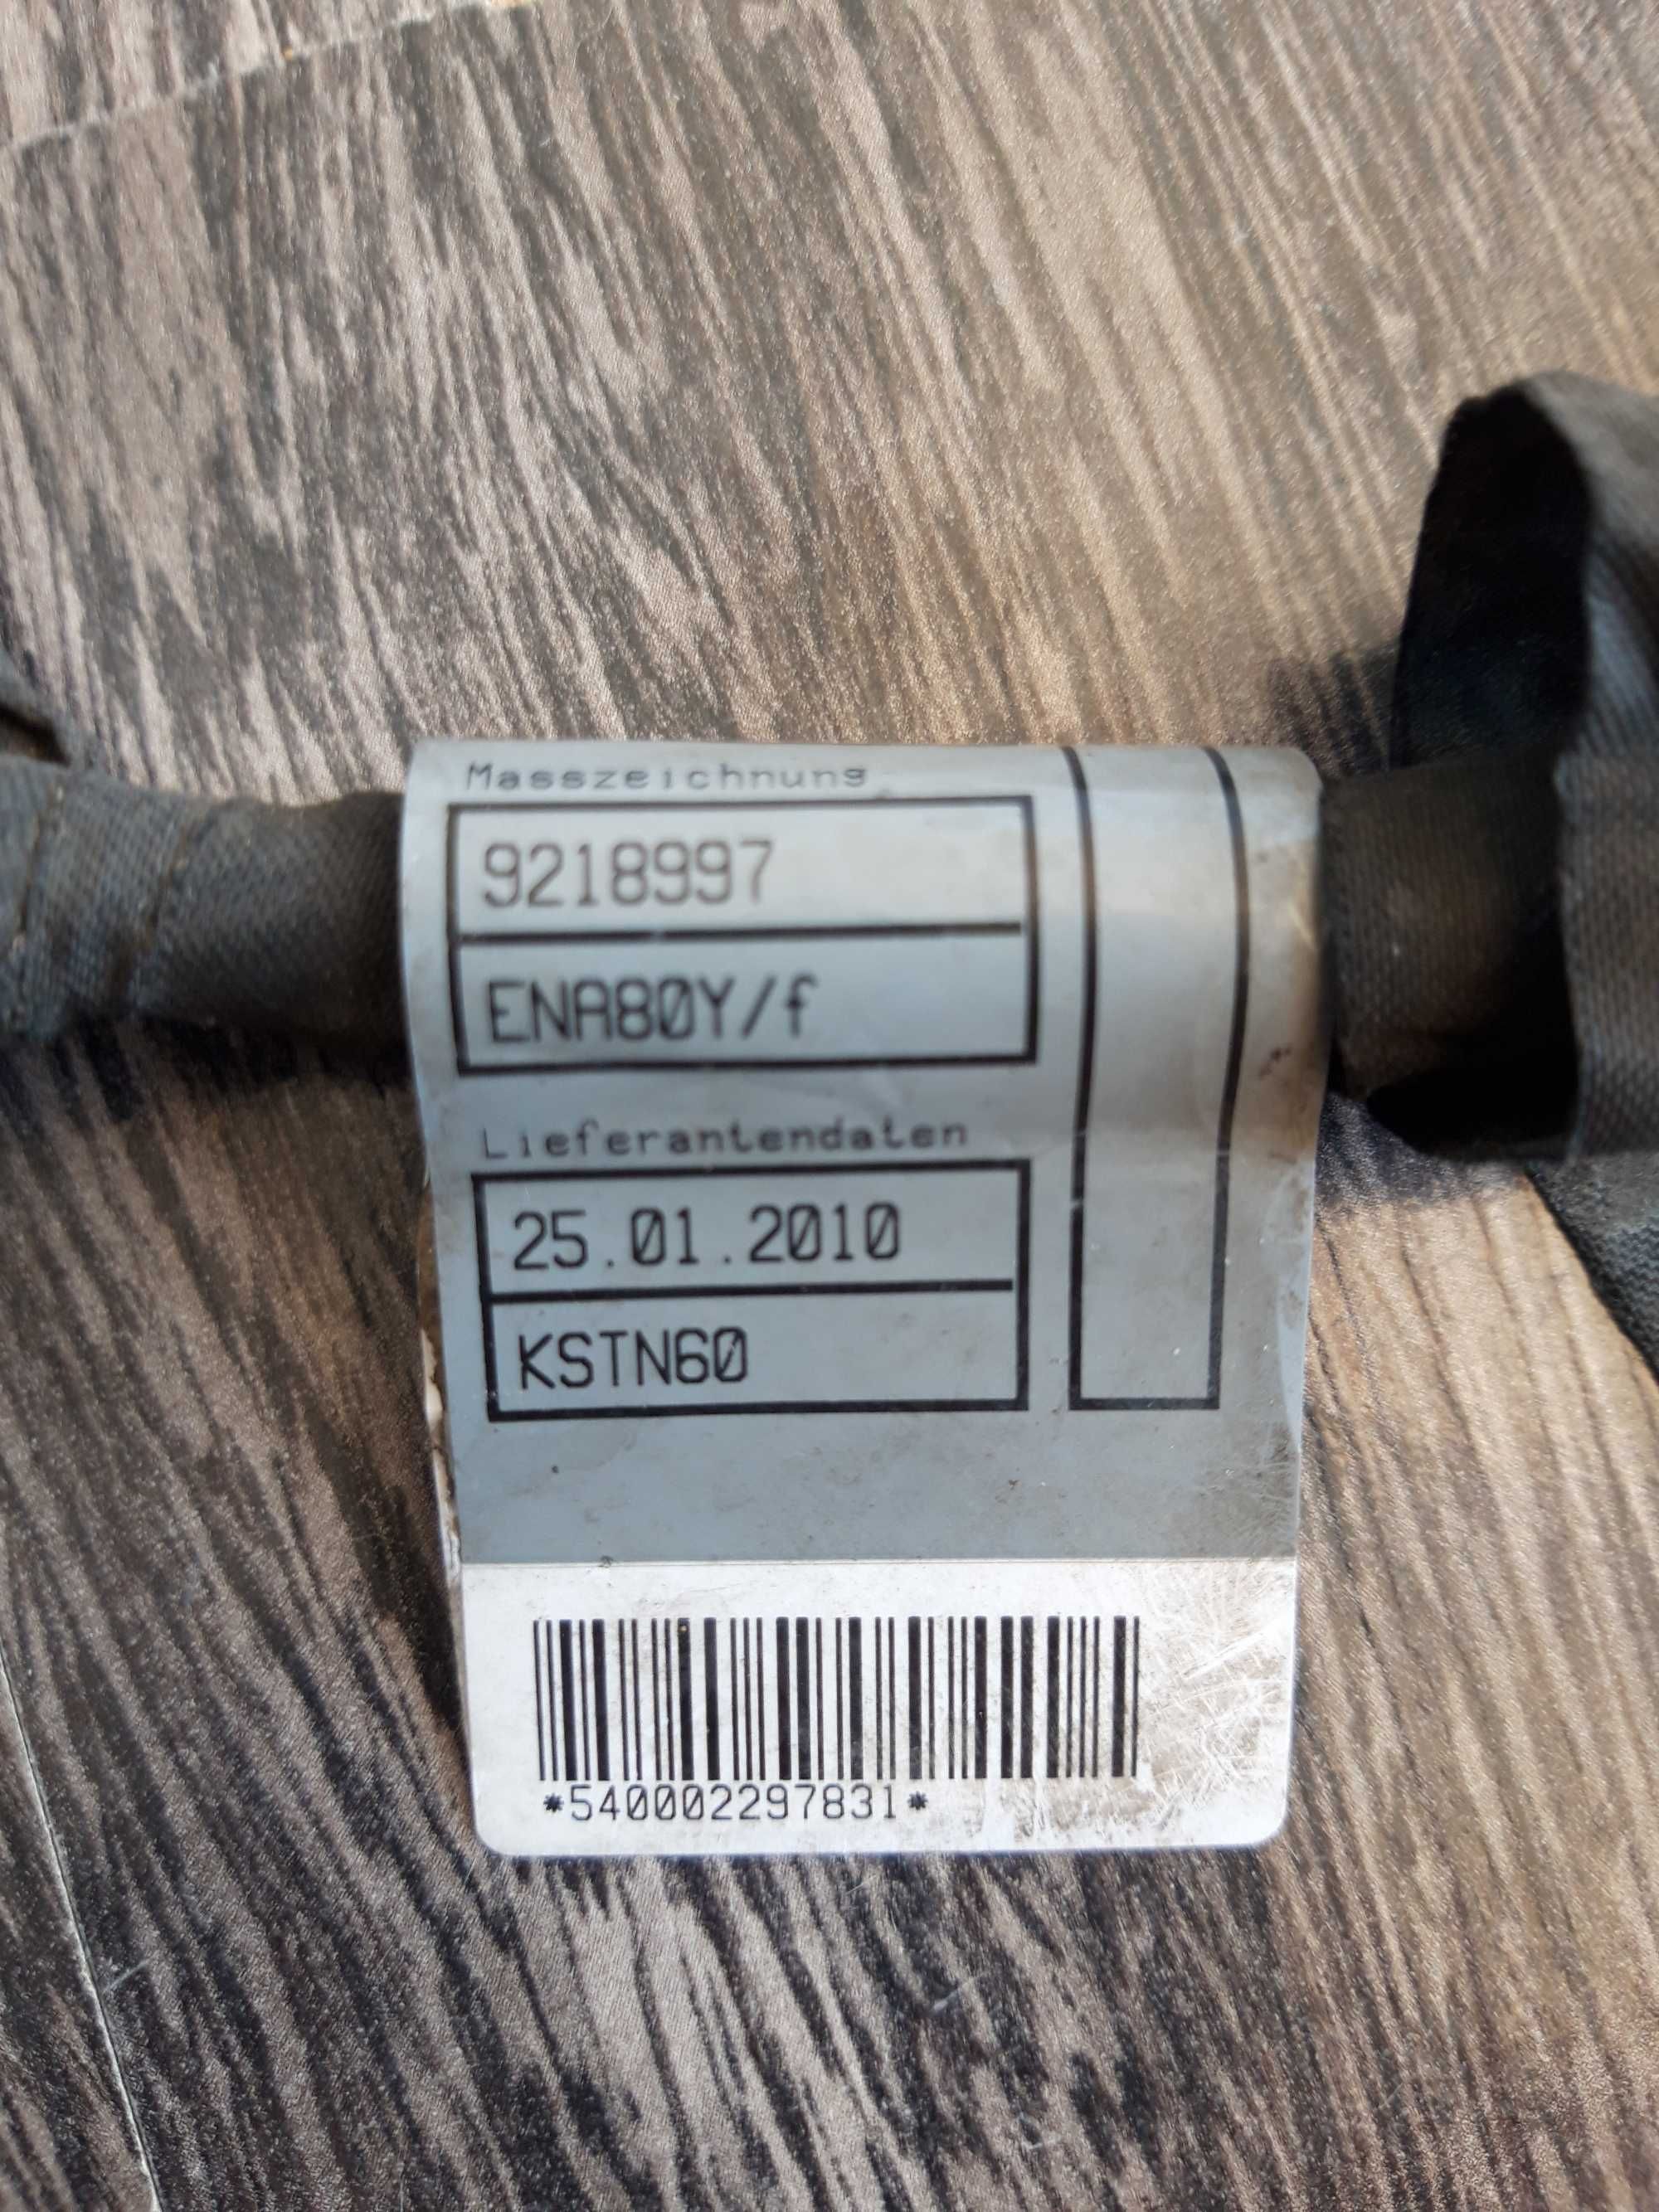 Masszeichnung
9218997
ENA80Y/f
Lieferantendaten
25.01.2010
KSTN60
*540002297831*